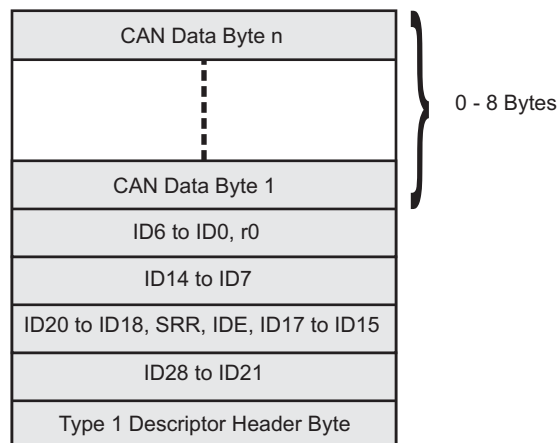 CAN Data Byte n
0 - 8 Bytes
CAN Data Byte 1
ID6 to ID0, r0
ID14 to ID7
ID20 to ID18, SRR, IDE, ID17 to ID15
ID28 to ID21
Type 1 Descriptor Header Byte